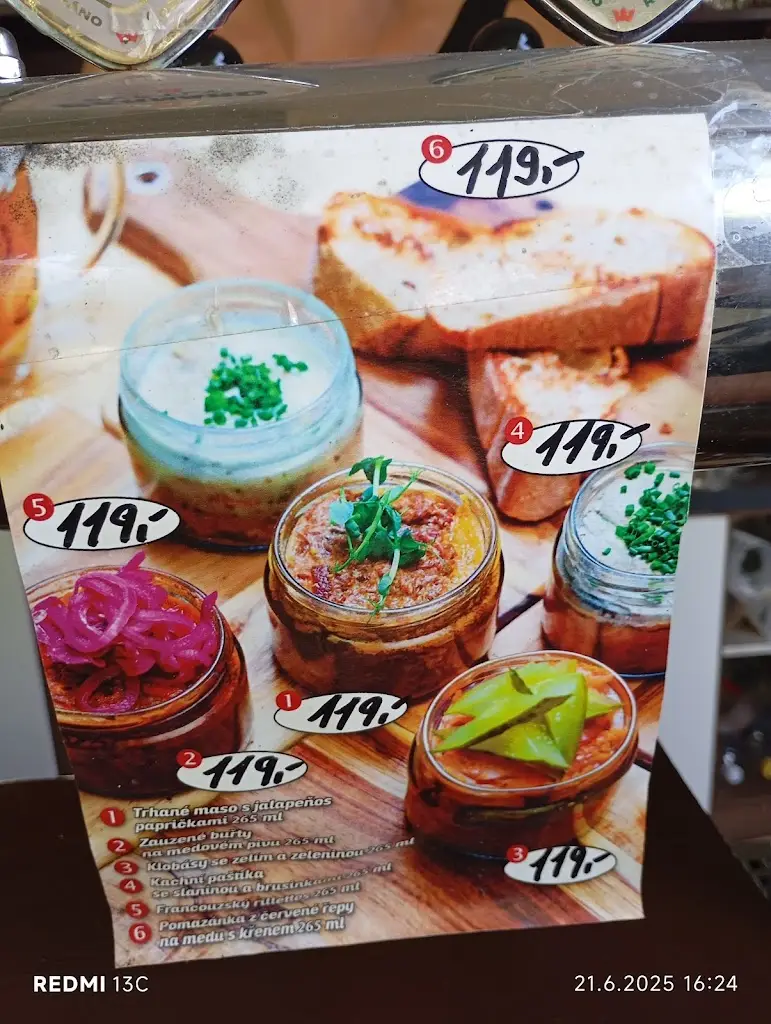 6 119,-
4 119,-
5 119,-
1 119,-
2 119,-
3 119,-
1 Trhané maso s jalapeños
papričkami 265 ml
2 Zauzené buřty
na medovém pivu 265 ml
3 Klobásy se zelím a zeleninou 265 ml
4 Kachní paštika
se slaninou a brusinkami 265 ml
5 Francouzský rillettes 265 ml
6 Pomazánka z červené řepy
na medu s křenem 265 ml
REDMI 13C
21.6.2025 16:24